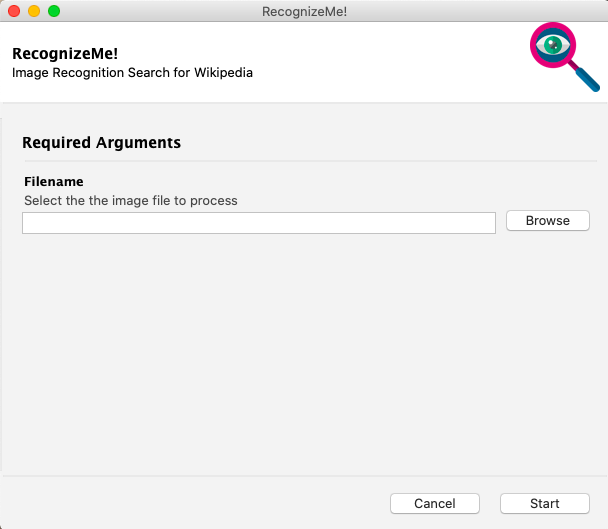 RecognizeMe!
RecognizeMe!
Image Recognition Search for Wikipedia
Required Arguments
Filename
Select the the image file to process
Browse
Cancel Start